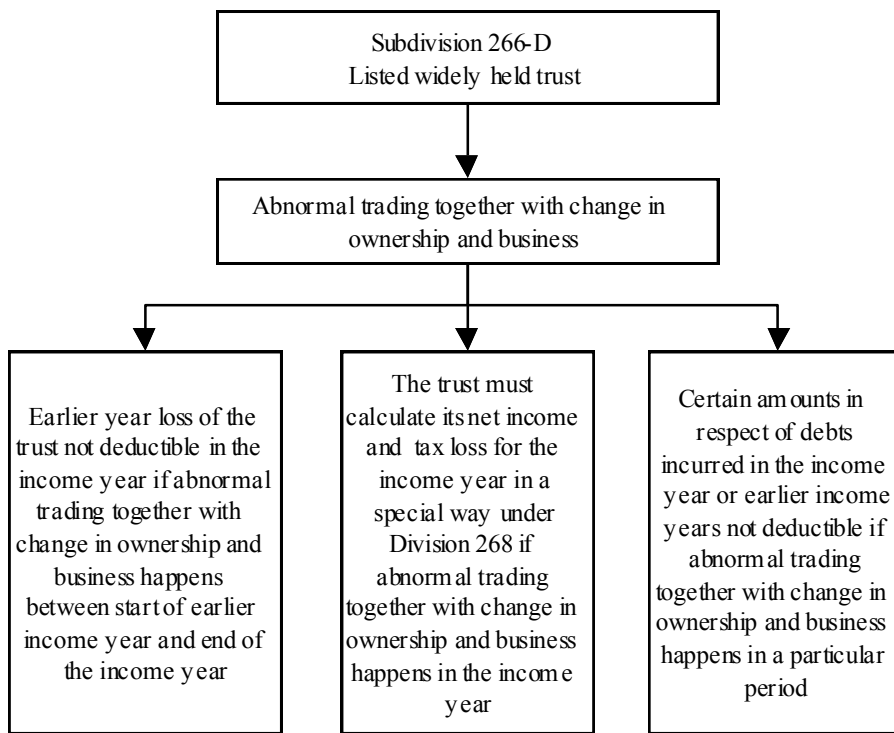 Subdivision 266-D
Listed widely held trust
Abnormal trading together with change in
ownership and business
Earlier year loss of the
trust not deductible in the
income year if abnormal
trading together with
change in ownership and
business happens
between start of earlier
income year and end of
the income year
The trust must
calculate its net income
and tax loss for the
income year in a
special way under
Division 268 if
abnormal trading
together with change in
ownership and business
happens in the income
year
Certain amounts in
respect of debts
incurred in the income
year or earlier income
years not deductible if
abnormal trading
together with change in
ownership and business
happens in a particular
period